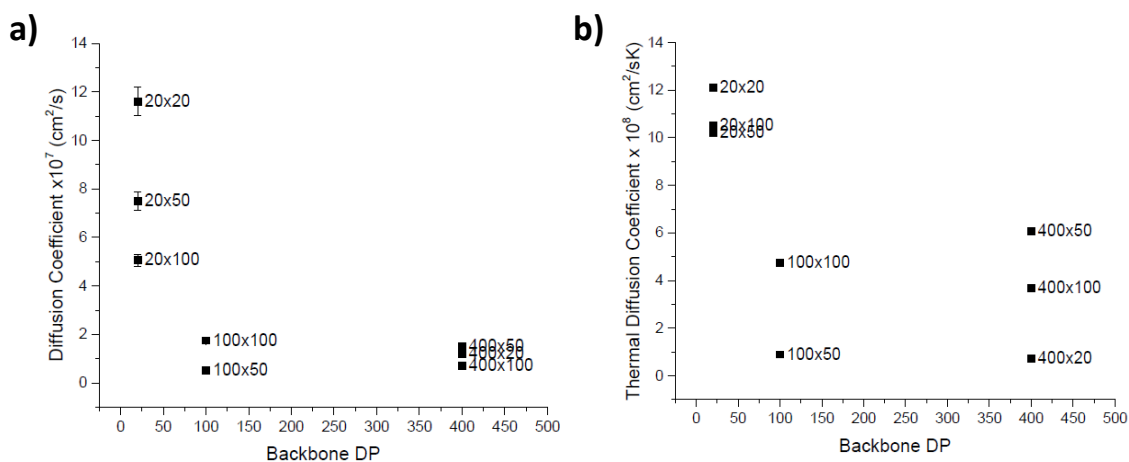 a)
Diffusion Coefficient x10⁷ (cm²/s)
14
12
10
8
6
4
2
0
20x20
20x50
20x100
100x100
100x50
400x50
400x20
400x100
0 50 100 150 200 250 300 350 400 450 500
Backbone DP
b)
Thermal Diffusion Coefficient x 10⁸ (cm²/sK)
14
12
10
8
6
4
2
0
20x20
20x100
20x50
100x100
100x50
400x50
400x100
400x20
0 50 100 150 200 250 300 350 400 450 500
Backbone DP